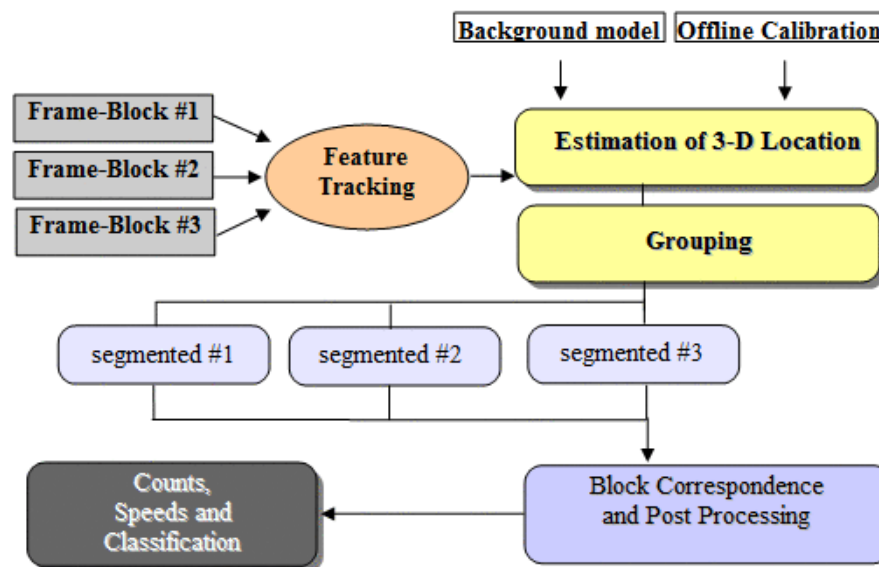 Background model
Offline Calibration
Frame-Block #1
Frame-Block #2
Frame-Block #3
Feature
Tracking
Estimation of 3-D Location
Grouping
segmented #1
segmented #2
segmented #3
Counts,
Speeds and
Classification
Block Correspondence
and Post Processing